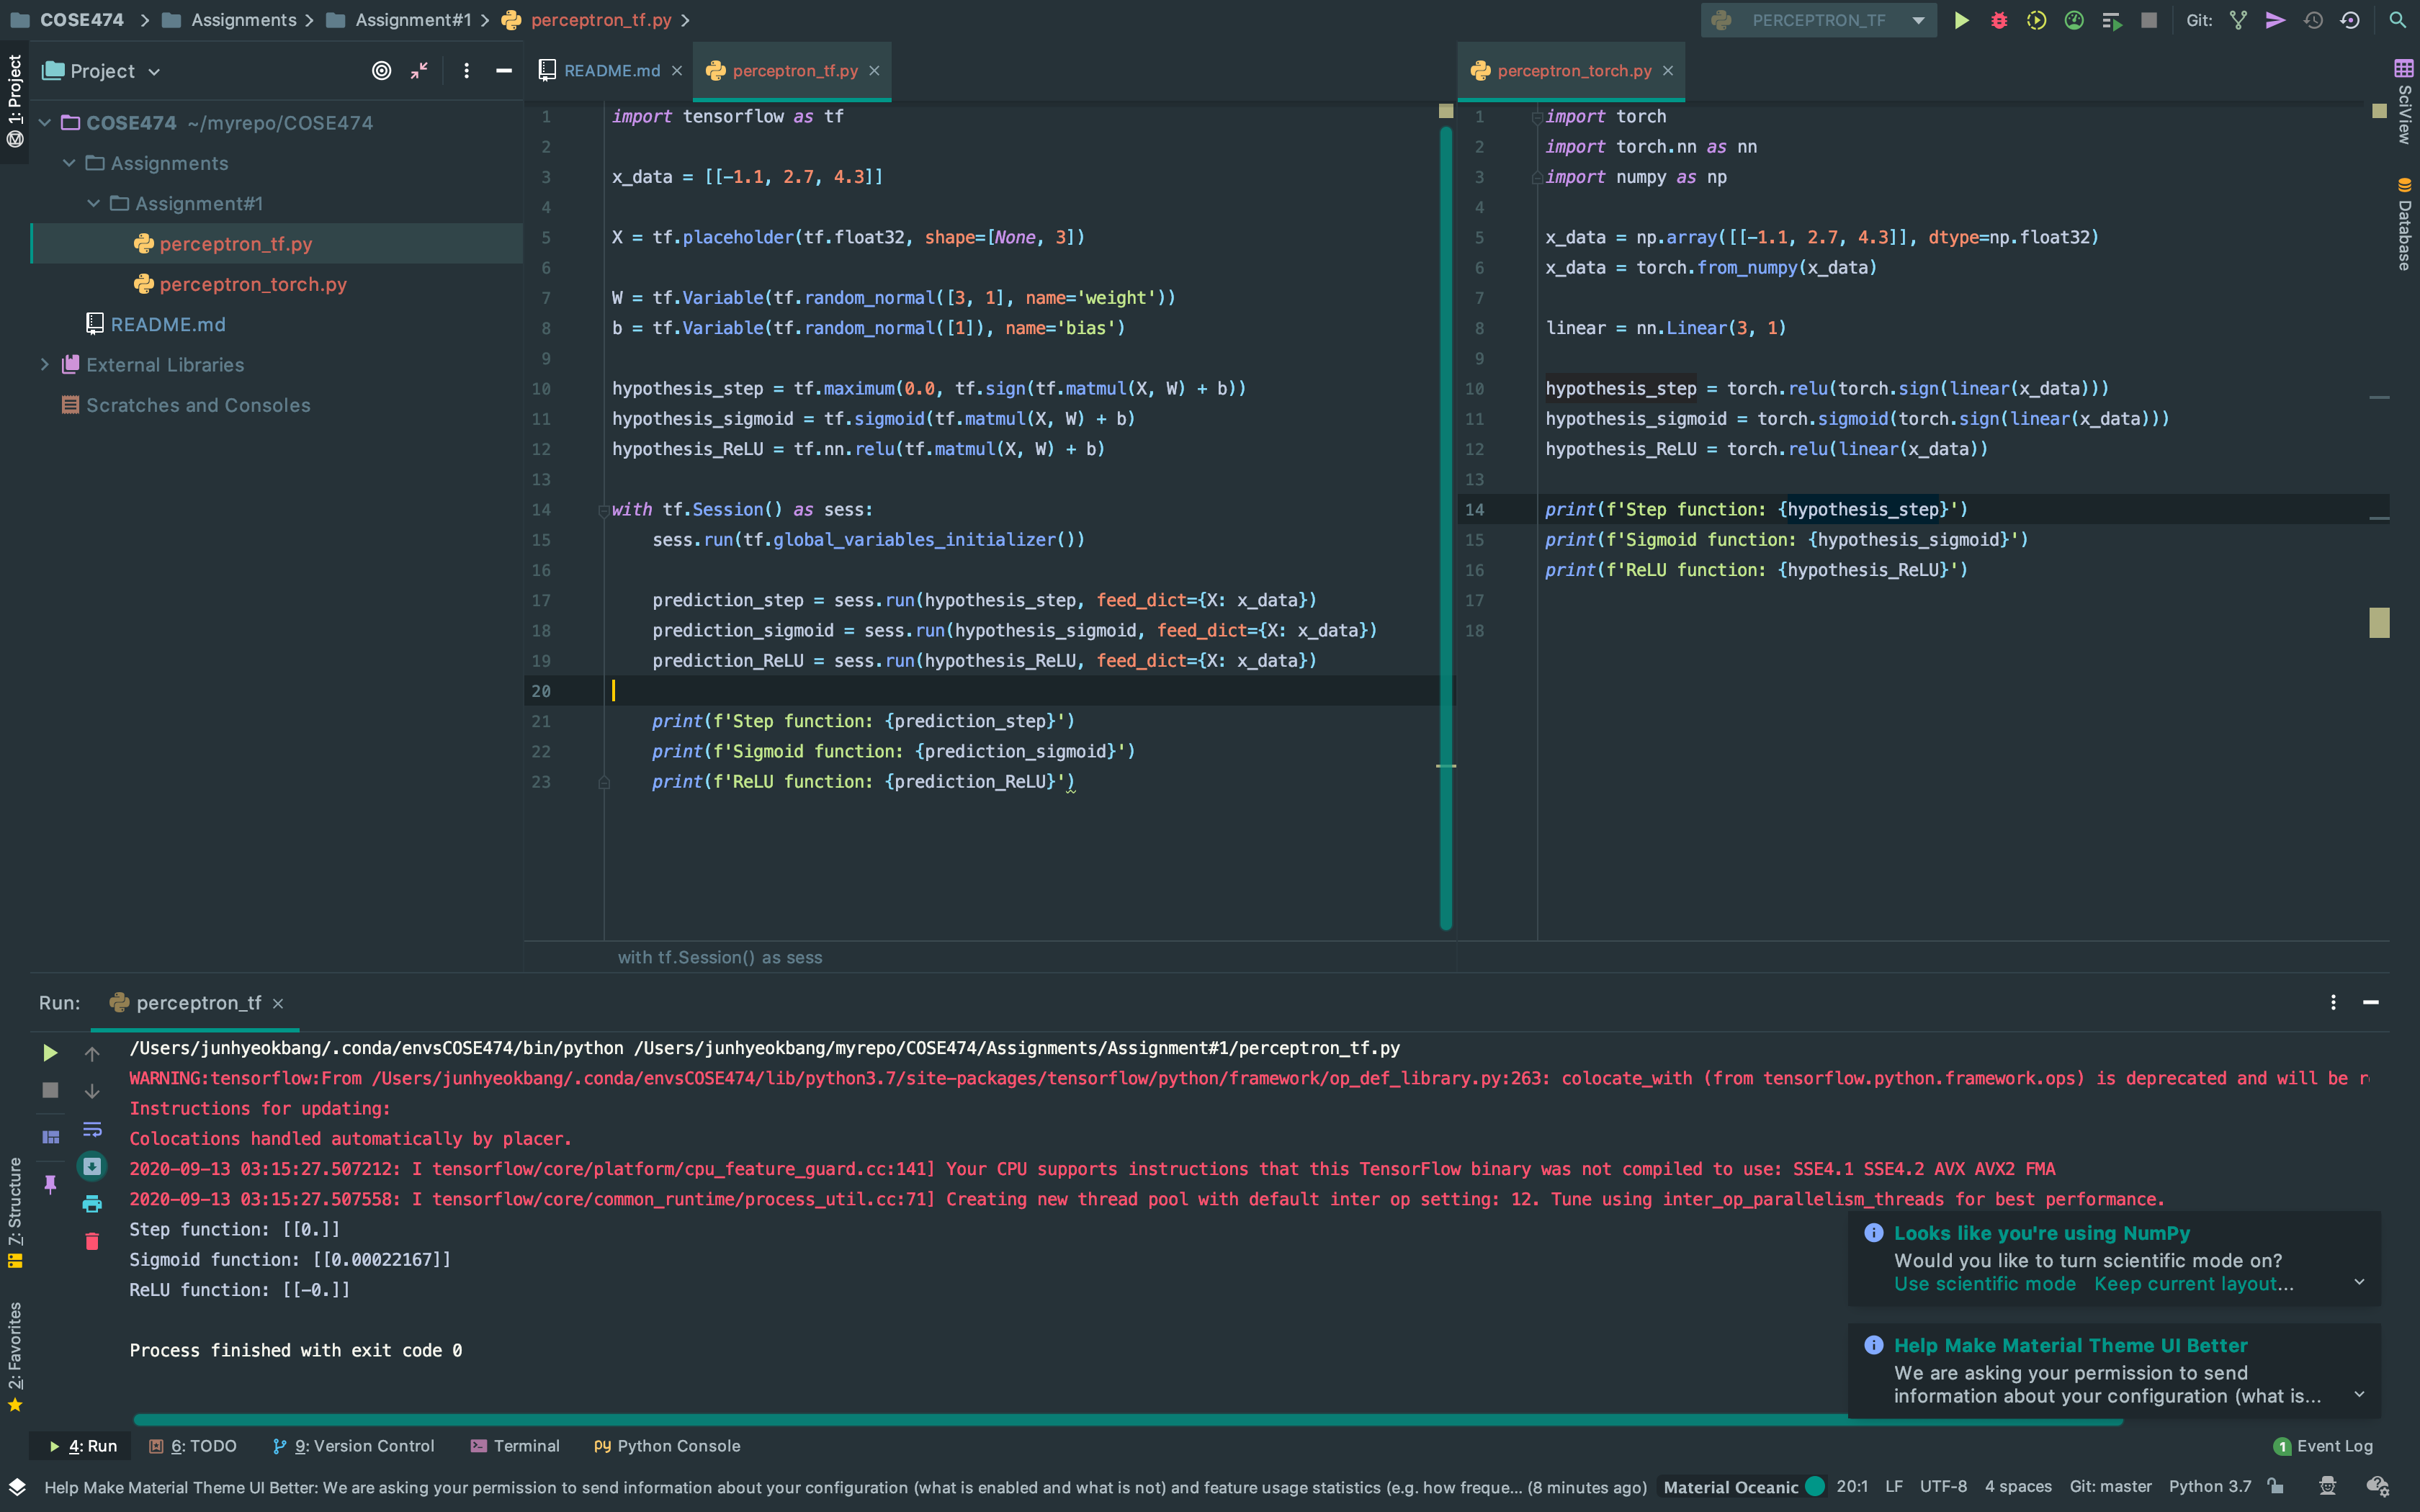 COSE474
Assignments
Assignment#1
perceptron_tf.py
PERCEPTRON_TF
Git:
1: Project
Project
COSE474 ~/myrepo/COSE474
Assignments
Assignment#1
perceptron_tf.py
perceptron_torch.py
README.md
External Libraries
Scratches and Consoles
README.md
perceptron_tf.py
1 import tensorflow as tf
2
3 x_data = [[-1.1, 2.7, 4.3]]
4
5 X = tf.placeholder(tf.float32, shape=[None, 3])
6
7 W = tf.Variable(tf.random_normal([3, 1], name='weight'))
8 b = tf.Variable(tf.random_normal([1]), name='bias')
9
10 hypothesis_step = tf.maximum(0.0, tf.sign(tf.matmul(X, W) + b))
11 hypothesis_sigmoid = tf.sigmoid(tf.matmul(X, W) + b)
12 hypothesis_ReLU = tf.nn.relu(tf.matmul(X, W) + b)
13
14 with tf.Session() as sess:
15 sess.run(tf.global_variables_initializer())
16
17 prediction_step = sess.run(hypothesis_step, feed_dict={X: x_data})
18 prediction_sigmoid = sess.run(hypothesis_sigmoid, feed_dict={X: x_data})
19 prediction_ReLU = sess.run(hypothesis_ReLU, feed_dict={X: x_data})
20
21 print(f'Step function: {prediction_step}')
22 print(f'Sigmoid function: {prediction_sigmoid}')
23 print(f'ReLU function: {prediction_ReLU}')
with tf.Session() as sess
perceptron_torch.py
1 import torch
2 import torch.nn as nn
3 import numpy as np
4
5 x_data = np.array([[-1.1, 2.7, 4.3]], dtype=np.float32)
6 x_data = torch.from_numpy(x_data)
7
8 linear = nn.Linear(3, 1)
9
10 hypothesis_step = torch.relu(torch.sign(linear(x_data)))
11 hypothesis_sigmoid = torch.sigmoid(torch.sign(linear(x_data)))
12 hypothesis_ReLU = torch.relu(linear(x_data))
13
14 print(f'Step function: {hypothesis_step}')
15 print(f'Sigmoid function: {hypothesis_sigmoid}')
16 print(f'ReLU function: {hypothesis_ReLU}')
17
18
SciView
Database
Run: perceptron_tf
/Users/junhyeokbang/.conda/envsCOSE474/bin/python /Users/junhyeokbang/myrepo/COSE474/Assignments/Assignment#1/perceptron_tf.py
WARNING:tensorflow:From /Users/junhyeokbang/.conda/envsCOSE474/lib/python3.7/site-packages/tensorflow/python/framework/op_def_library.py:263: colocate_with (from tensorflow.python.framework.ops) is deprecated and will be
Instructions for updating:
Colocations handled automatically by placer.
2020-09-13 03:15:27.507212: I tensorflow/core/platform/cpu_feature_guard.cc:141] Your CPU supports instructions that this TensorFlow binary was not compiled to use: SSE4.1 SSE4.2 AVX AVX2 FMA
2020-09-13 03:15:27.507558: I tensorflow/core/common_runtime/process_util.cc:71] Creating new thread pool with default inter op setting: 12. Tune using inter_op_parallelism_threads for best performance.
Step function: [[0.]]
Sigmoid function: [[0.00022167]]
ReLU function: [[-0.]]
Process finished with exit code 0
7: Structure
2: Favorites
Looks like you're using NumPy
Would you like to turn scientific mode on?
Use scientific mode Keep current layout...
Help Make Material Theme UI Better
We are asking your permission to send
information about your configuration (what is...
4: Run
6: TODO
9: Version Control
Terminal
Python Console
1 Event Log
Help Make Material Theme UI Better: We are asking your permission to send information about your configuration (what is enabled and what is not) and feature usage statistics (e.g. how freque... (8 minutes ago)
Material Oceanic
20:1
LF
UTF-8
4 spaces
Git: master
Python 3.7